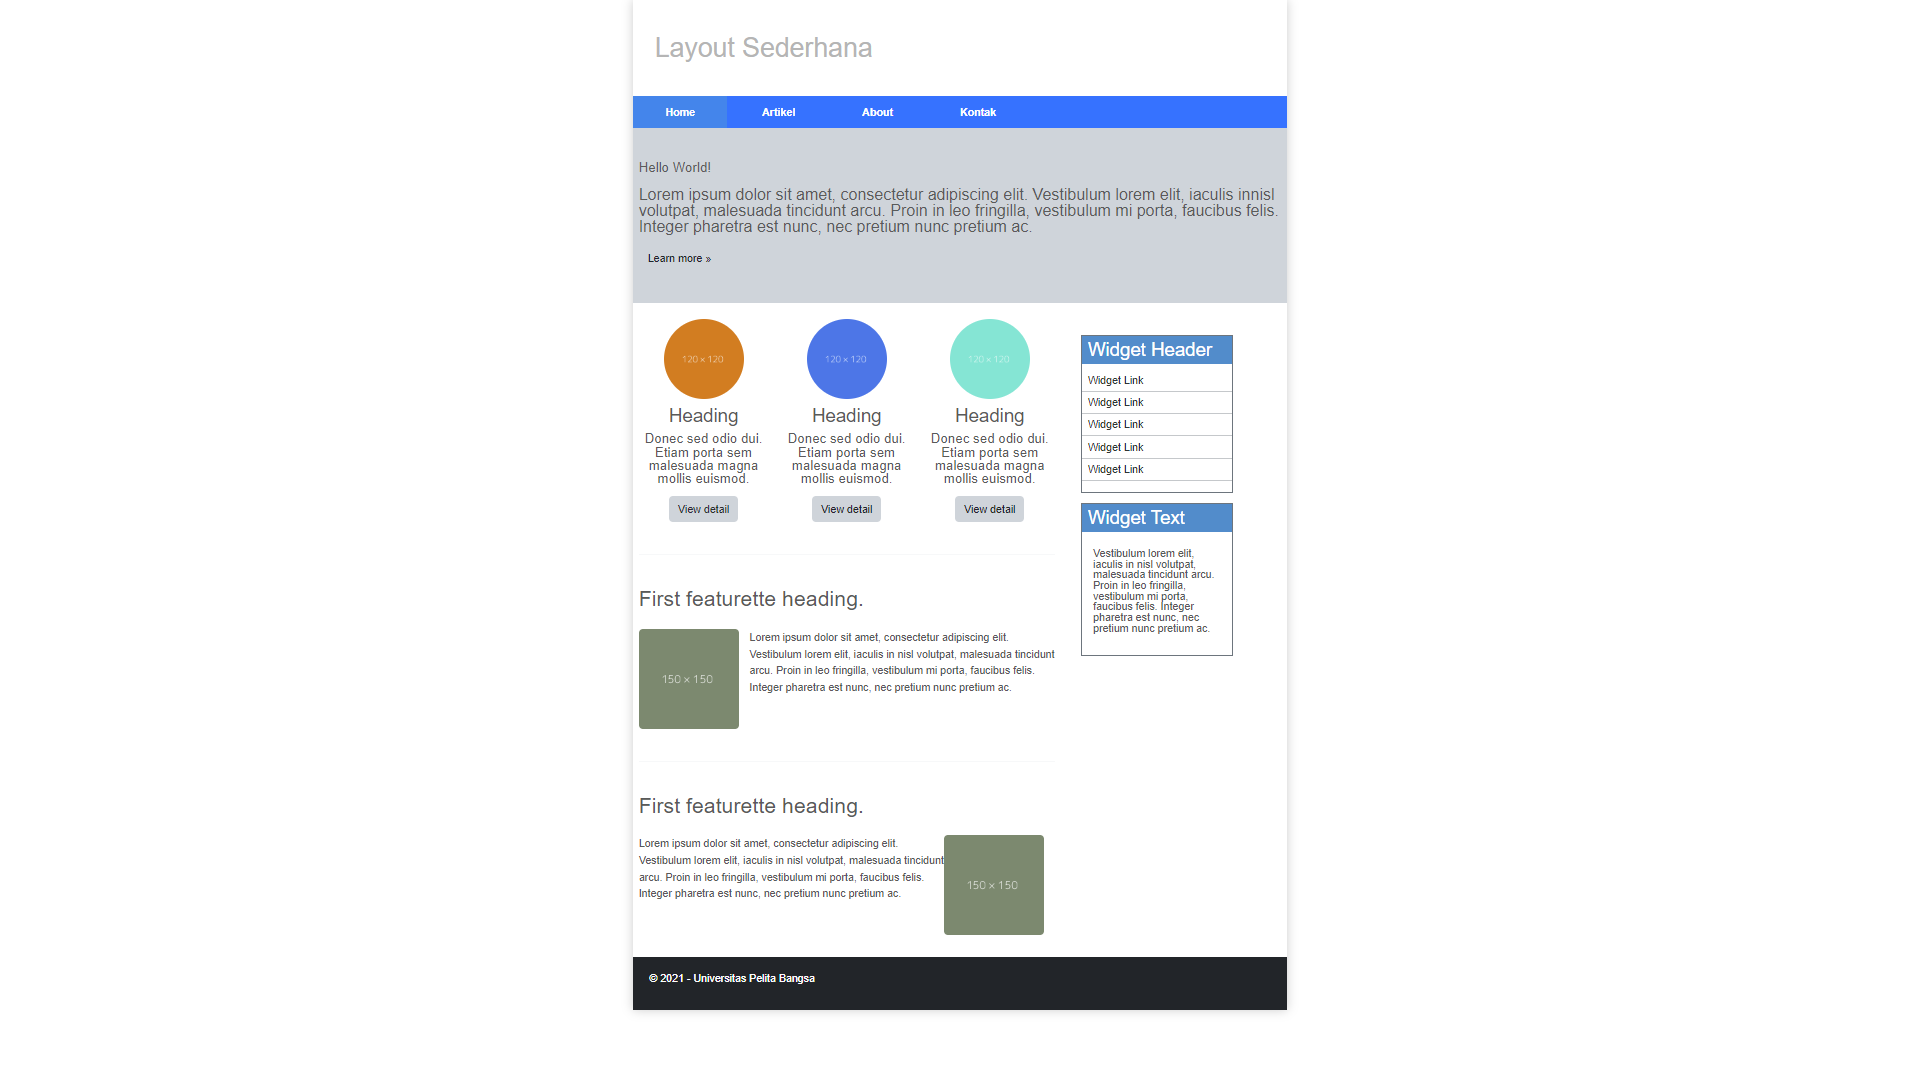 Layout Sederhana
Home Artikel About Kontak
Hello World!
Lorem ipsum dolor sit amet, consectetur adipiscing elit. Vestibulum lorem elit, iaculis innisl
volutpat, malesuada tincidunt arcu. Proin in leo fringilla, vestibulum mi porta, faucibus felis.
Integer pharetra est nunc, nec pretium nunc pretium ac.
Learn more »
120 × 120
Heading
Donec sed odio dui.
Etiam porta sem
malesuada magna
mollis euismod.
View detail
120 × 120
Heading
Donec sed odio dui.
Etiam porta sem
malesuada magna
mollis euismod.
View detail
120 × 120
Heading
Donec sed odio dui.
Etiam porta sem
malesuada magna
mollis euismod.
View detail
First featurette heading.
150 × 150
Lorem ipsum dolor sit amet, consectetur adipiscing elit.
Vestibulum lorem elit, iaculis in nisl volutpat, malesuada tincidunt
arcu. Proin in leo fringilla, vestibulum mi porta, faucibus felis.
Integer pharetra est nunc, nec pretium nunc pretium ac.
First featurette heading.
Lorem ipsum dolor sit amet, consectetur adipiscing elit.
Vestibulum lorem elit, iaculis in nisl volutpat, malesuada tincidunt
arcu. Proin in leo fringilla, vestibulum mi porta, faucibus felis.
Integer pharetra est nunc, nec pretium nunc pretium ac.
150 × 150
Widget Header
Widget Link
Widget Link
Widget Link
Widget Link
Widget Link
Widget Text
Vestibulum lorem elit,
iaculis in nisl volutpat,
malesuada tincidunt arcu.
Proin in leo fringilla,
vestibulum mi porta,
faucibus felis. Integer
pharetra est nunc, nec
pretium nunc pretium ac.
© 2021 - Universitas Pelita Bangsa